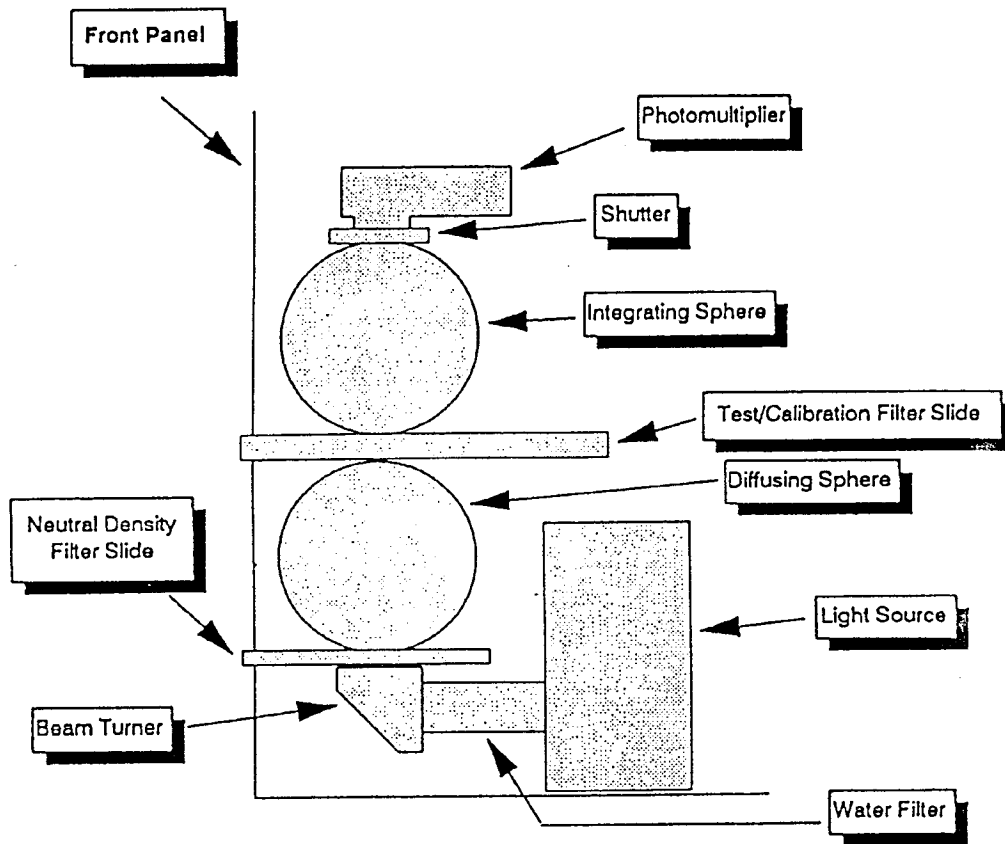 Front Panel
Photomultiplier
Shutter
Integrating Sphere
Test/Calibration Filter Slide
Diffusing Sphere
Neutral Density
Filter Slide
Light Source
Beam Turner
Water Filter